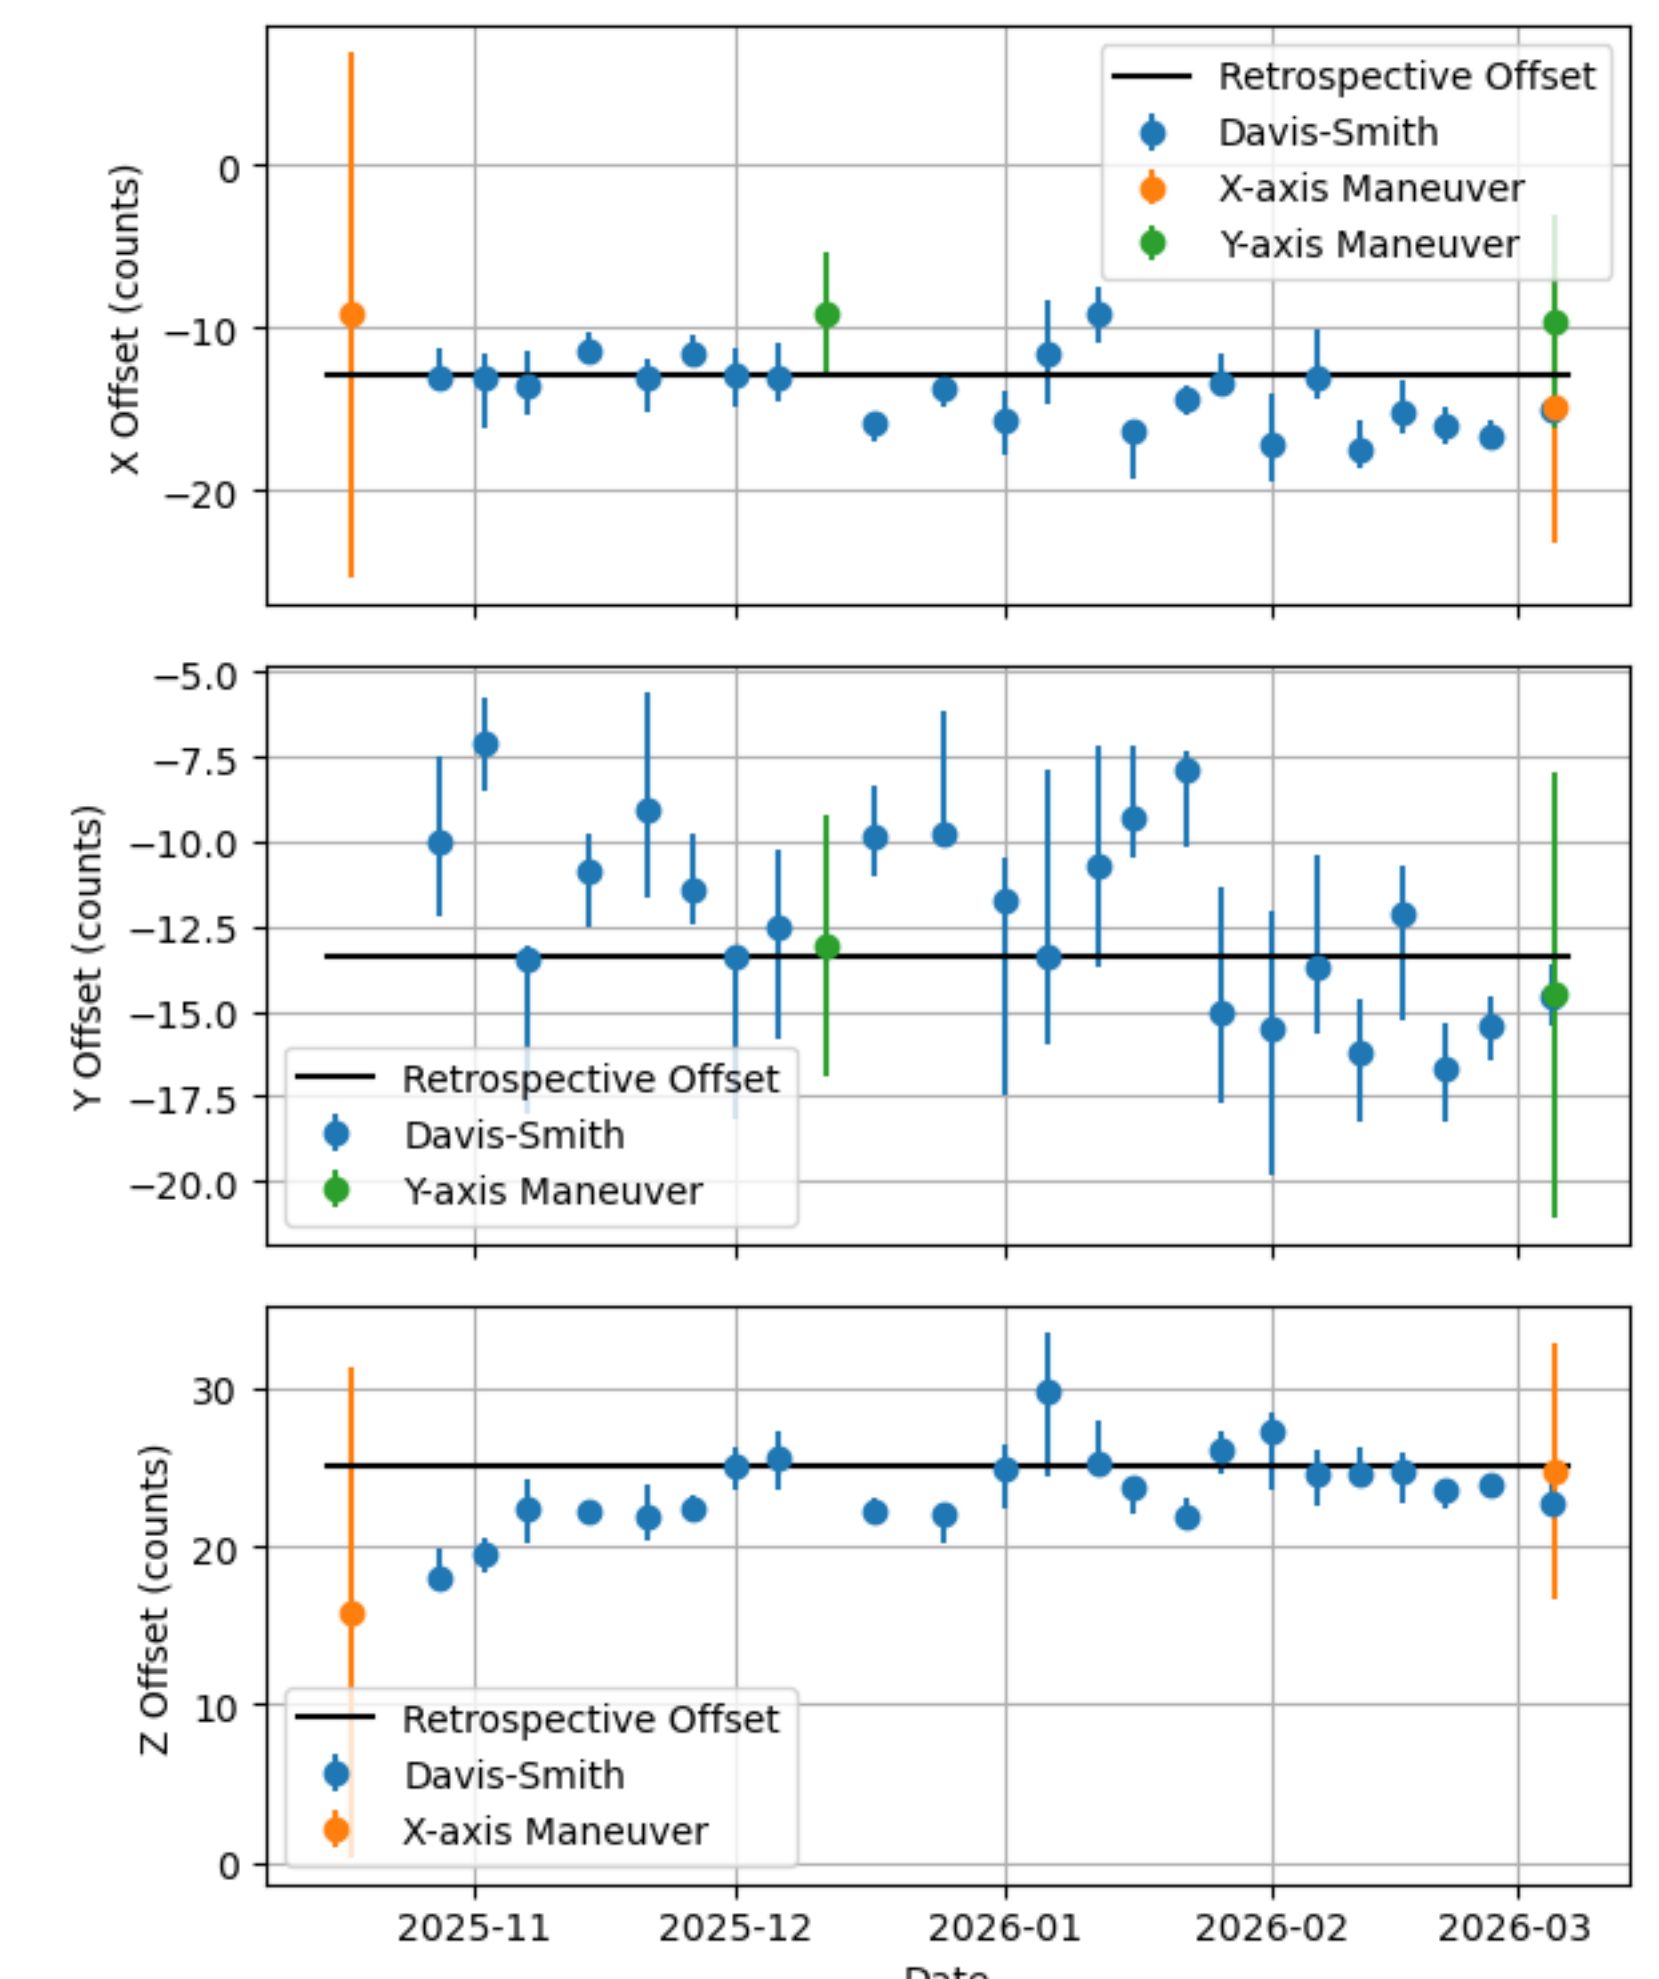 Retrospective Offset
Davis-Smith
X-axis Maneuver
Y-axis Maneuver
X Offset (counts)
0
−10
−20
Y Offset (counts)
−5.0
−7.5
−10.0
−12.5
−15.0
−17.5
−20.0
Retrospective Offset
Davis-Smith
Y-axis Maneuver
Z Offset (counts)
30
20
10
0
Retrospective Offset
Davis-Smith
X-axis Maneuver
2025-11 2025-12 2026-01 2026-02 2026-03
Date